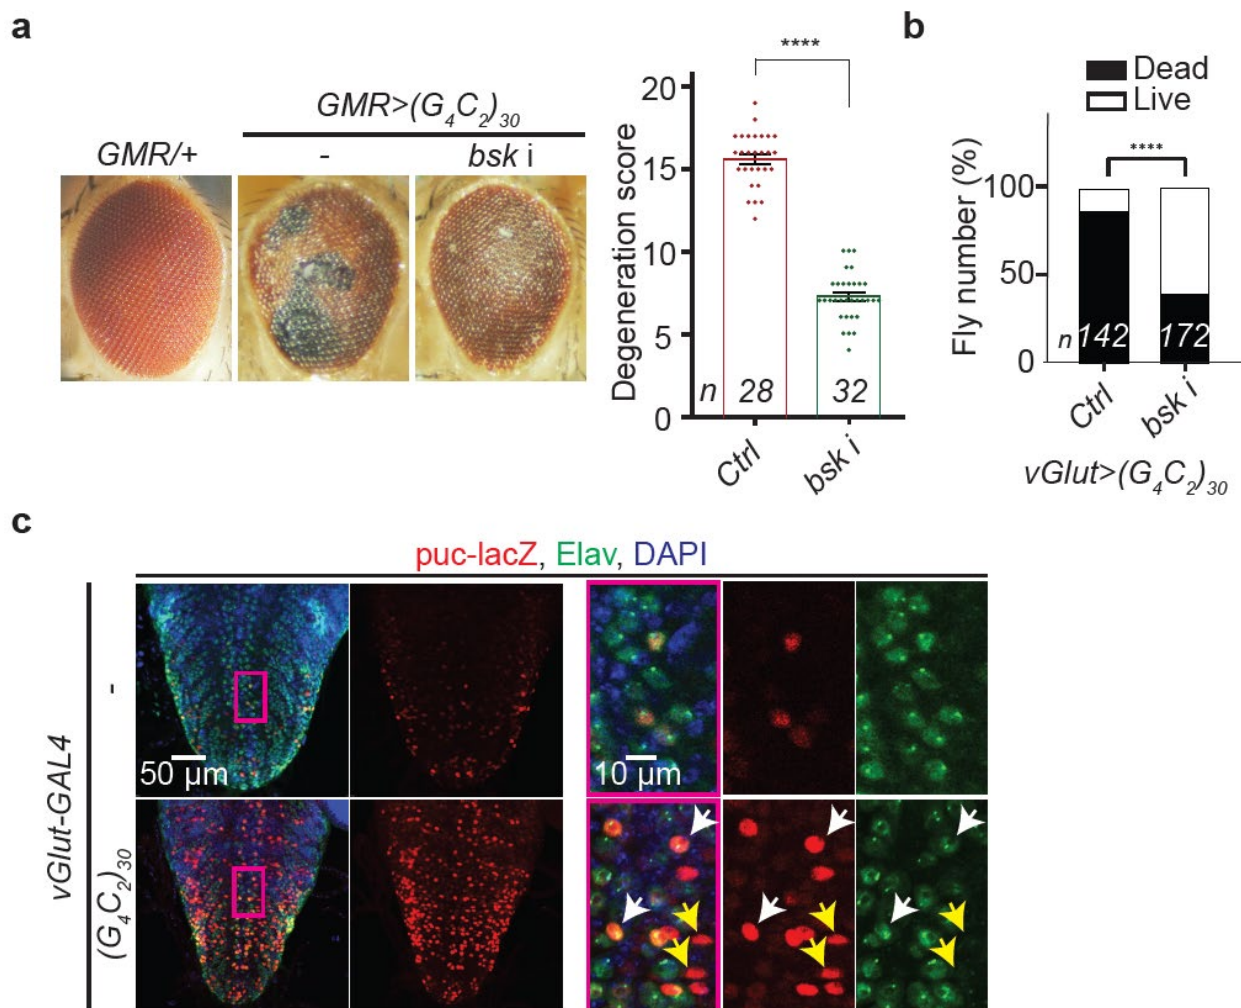 a
GMR>(G4C2)30
GMR/+
-
bsk i
Degeneration score
20
15
10
5
0
****
n 28 32
Ctrl
bsk i
b
Dead
Live
Fly number (%)
100
50
0
****
n 142 172
Ctrl
bsk i
vGlut>(G4C2)30
c
puc-lacZ, Elav, DAPI
vGlut-GAL4
-
(G4C2)30
50 µm
10 µm